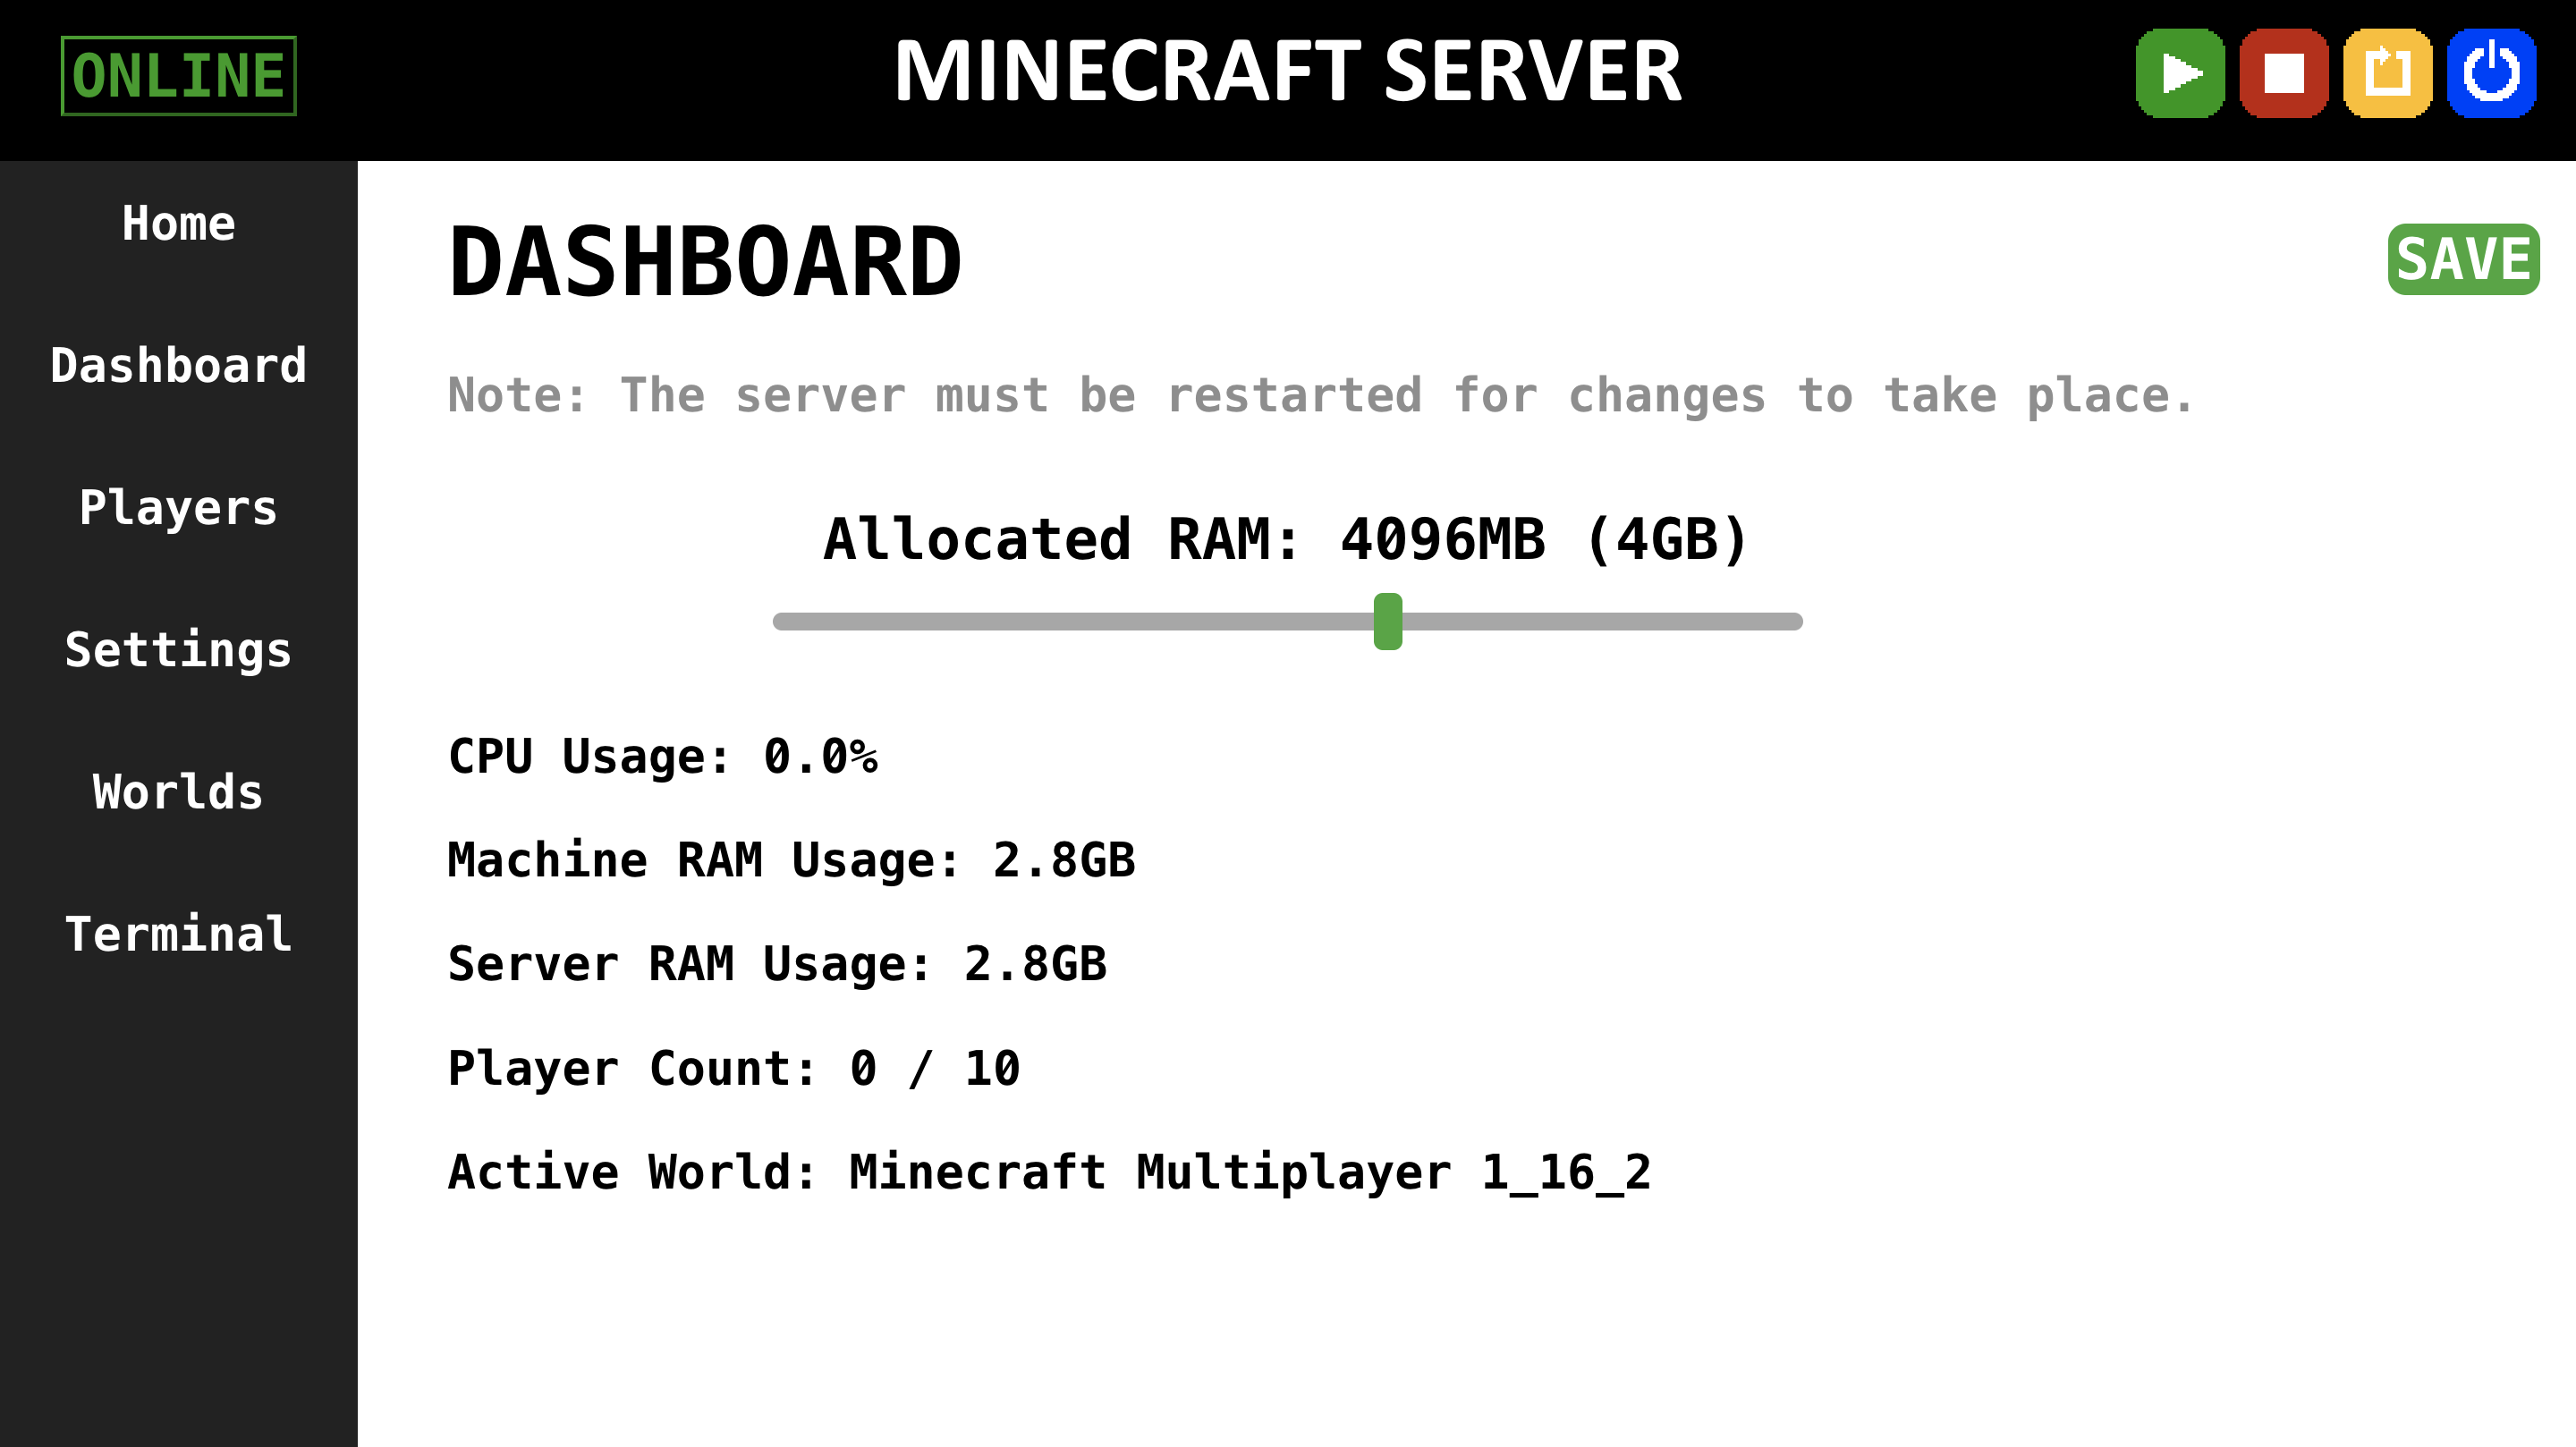 ONLINE
MINECRAFT SERVER
Home
Dashboard
Players
Settings
Worlds
Terminal
DASHBOARD
SAVE
Note: The server must be restarted for changes to take place.
Allocated RAM: 4096MB (4GB)
CPU Usage: 0.0%
Machine RAM Usage: 2.8GB
Server RAM Usage: 2.8GB
Player Count: 0 / 10
Active World: Minecraft Multiplayer 1_16_2